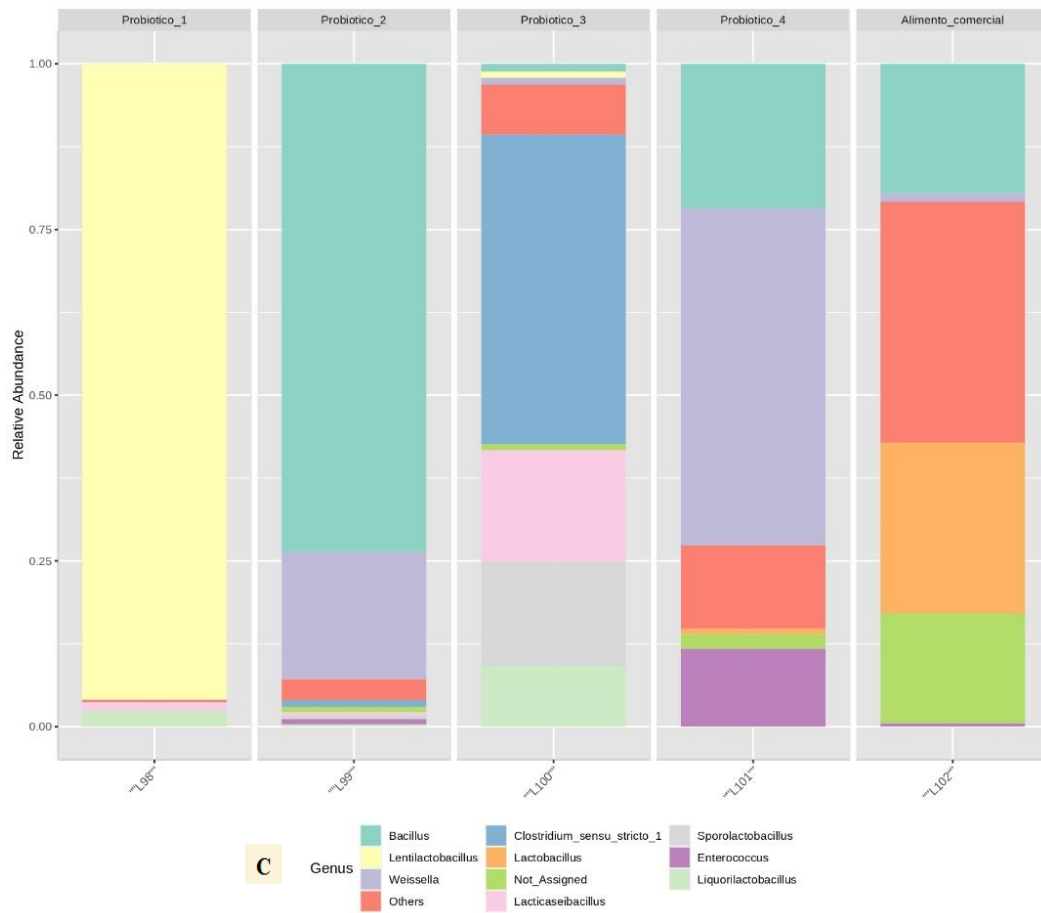 Probiotico_1 Probiotico_2 Probiotico_3 Probiotico_4 Alimento_comercial
1.00
0.75
0.50
0.25
0.00
Relative Abundance
""L98"" ""L99"" ""L100"" ""L101"" ""L102""
C
Genus
Bacillus
Lentilactobacillus
Weissella
Others
Clostridium_sensu_stricto_1
Lactobacillus
Not_Assigned
Lacticaseibacillus
Sporolactobacillus
Enterococcus
Liquorilactobacillus